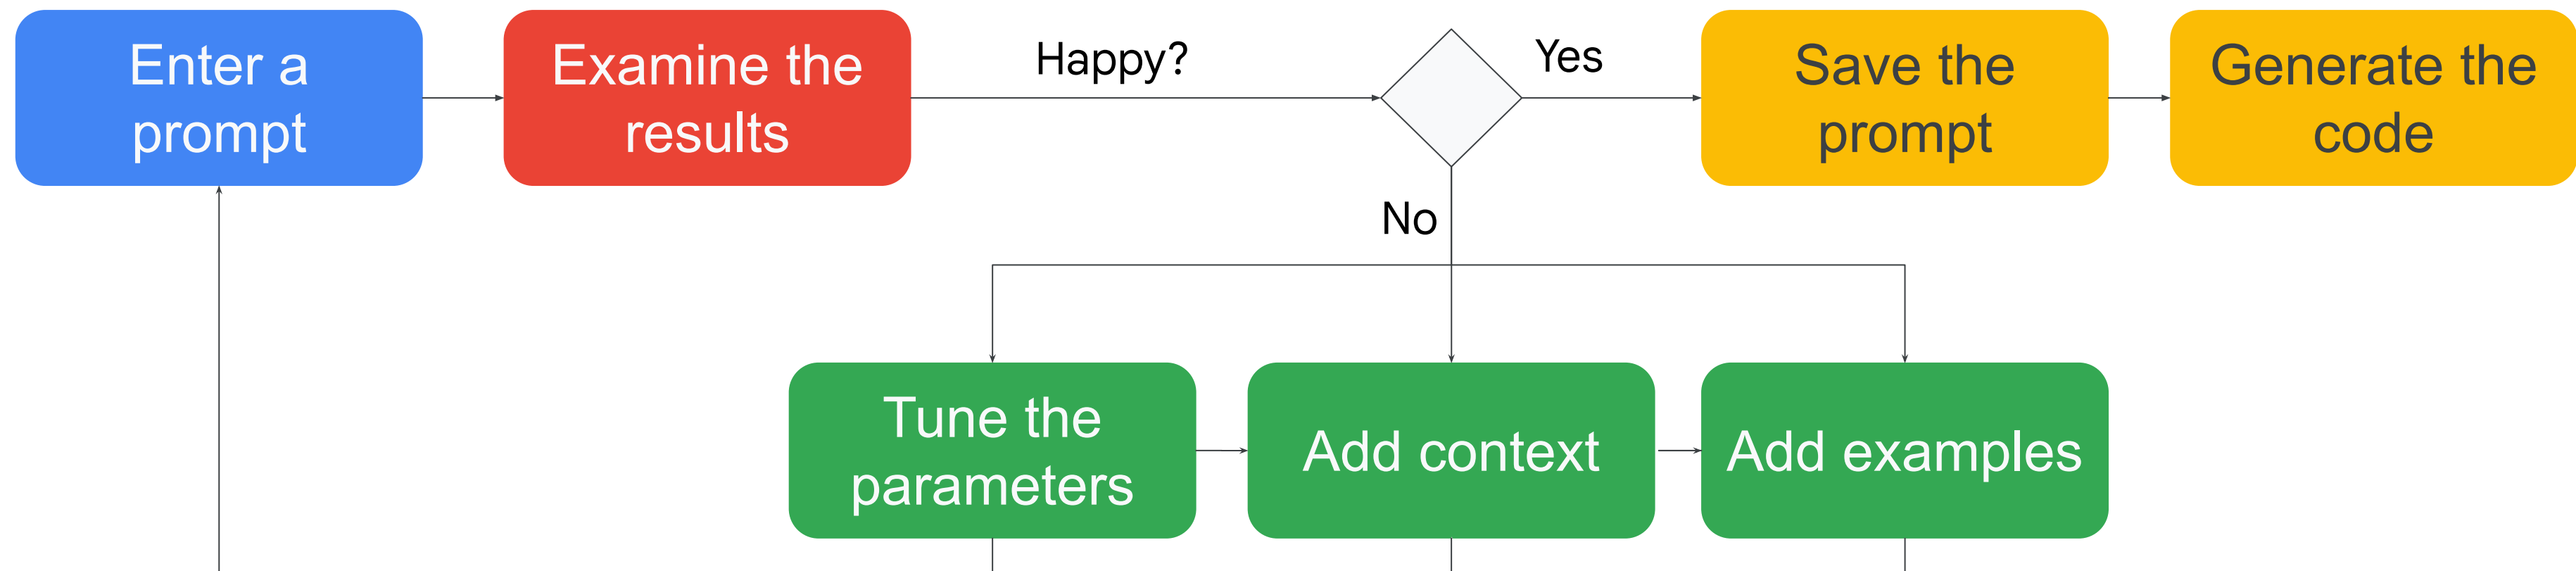 Enter a
prompt
Examine the
results
Happy?
Yes
Save the
prompt
Generate the
code
No
Tune the
parameters
Add context
Add examples